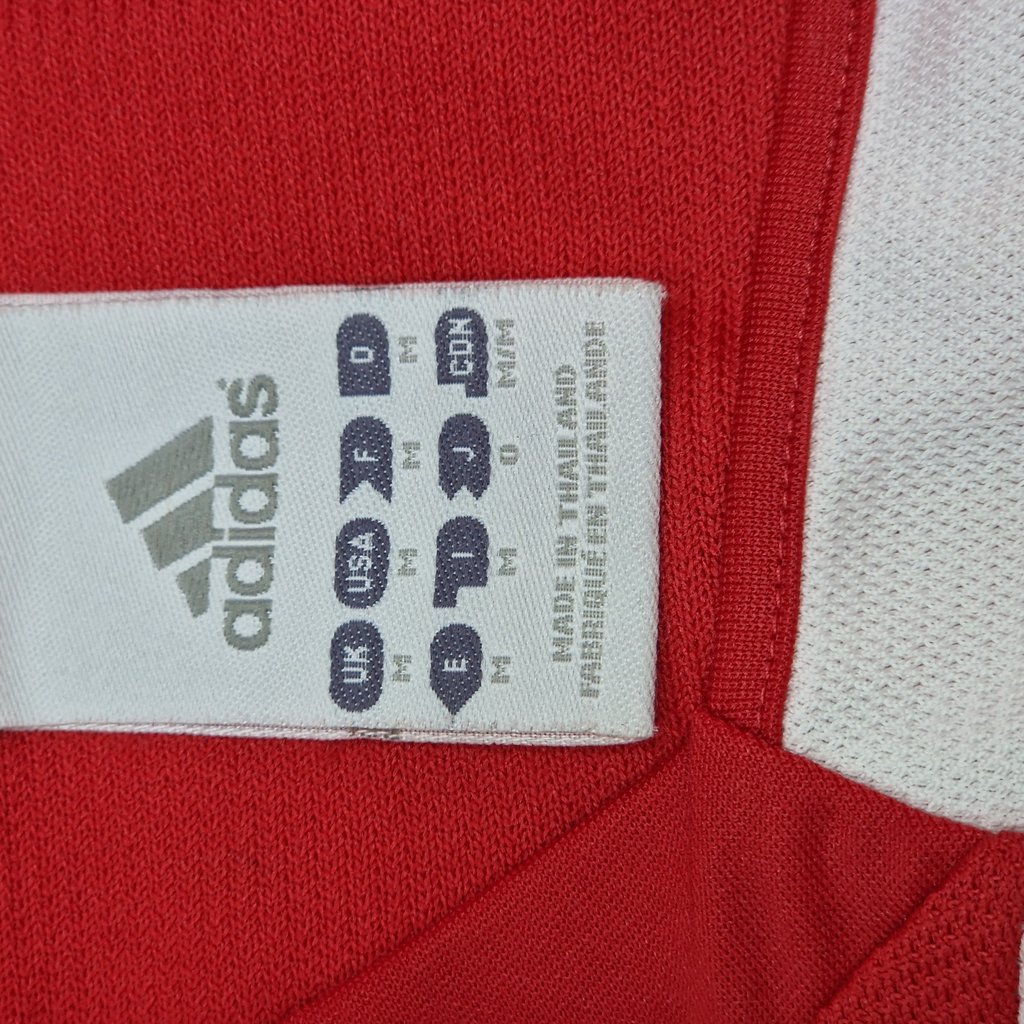 adidas
UK USA F D
M M M M
E I J CDN
M M O M/M
MADE IN THAILAND
FABRIQUÉ EN THAILANDE